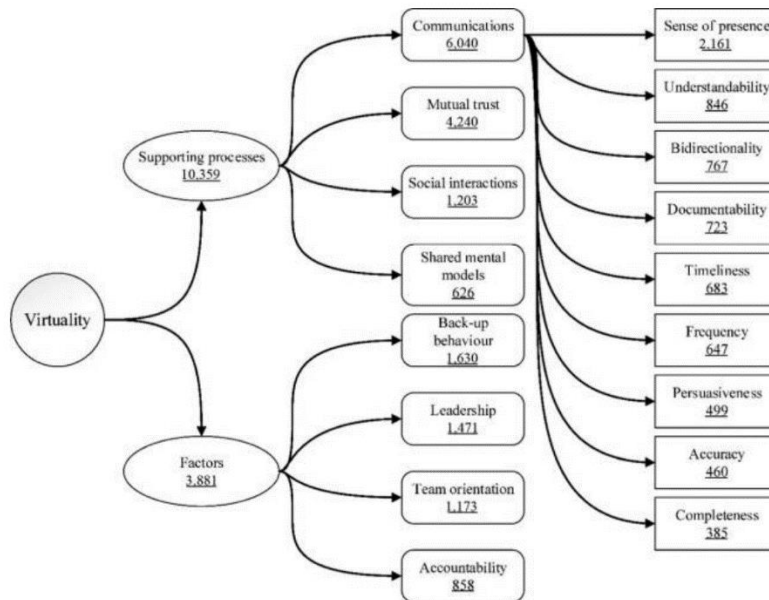 Virtuality
Supporting processes
10,359
Factors
3,881
Communications
6,040
Mutual trust
4,240
Social interactions
1,203
Shared mental
models
626
Back-up
behaviour
1,630
Leadership
1,471
Team orientation
1,173
Accountability
858
Sense of presence
2,161
Understandability
846
Bidirectionality
767
Documentability
723
Timeliness
683
Frequency
647
Persuasiveness
499
Accuracy
460
Completeness
385